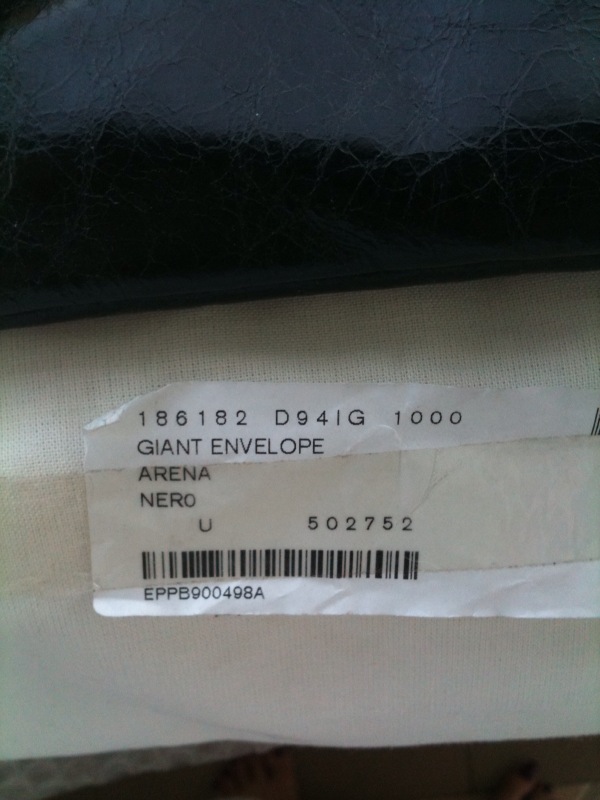 186182 D94IG 1000
GIANT ENVELOPE
ARENA
NERO
U 502752
EPPB900498A